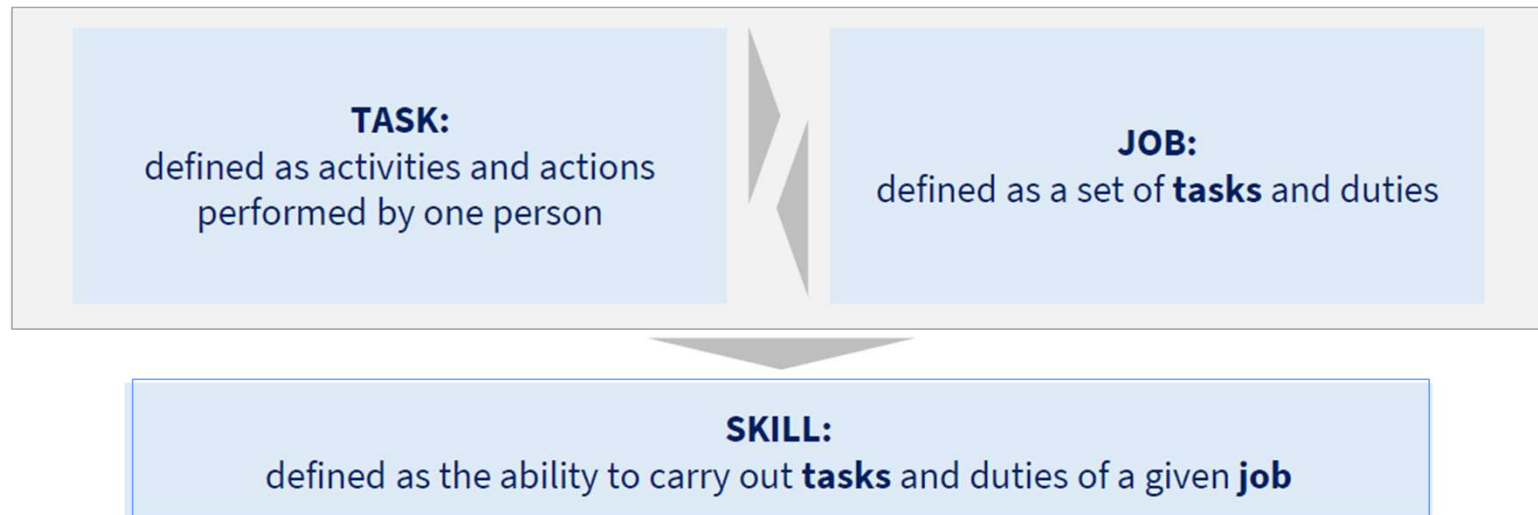 TASK:
defined as activities and actions
performed by one person
JOB:
defined as a set of tasks and duties
SKILL:
defined as the ability to carry out tasks and duties of a given job